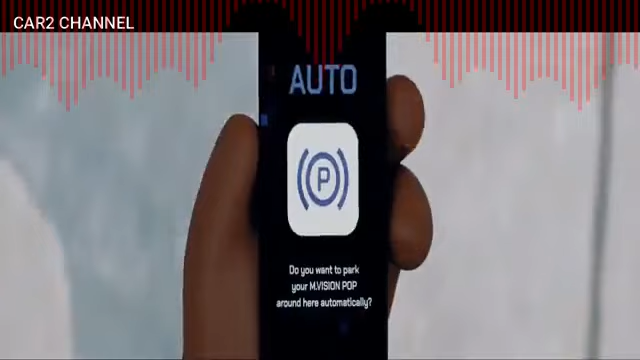 CAR2 CHANNEL
AUTO
P
Do you want to park
your M.VISION POP
around here automatically?